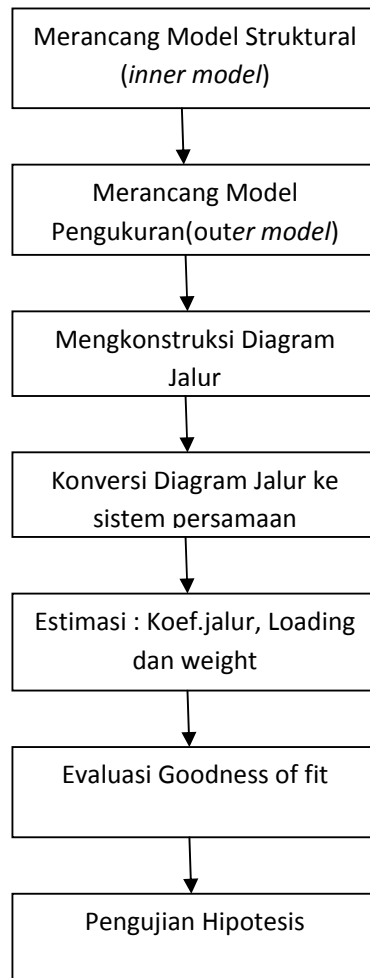 Merancang Model Struktural
(inner model)
Merancang Model
Pengukuran(outer model)
Mengkonstruksi Diagram
Jalur
Konversi Diagram Jalur ke
sistem persamaan
Estimasi : Koef.jalur, Loading
dan weight
Evaluasi Goodness of fit
Pengujian Hipotesis